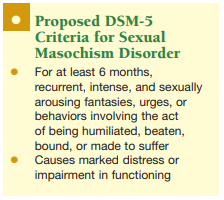 Proposed DSM-5
Criteria for Sexual
Masochism Disorder
● For at least 6 months,
recurrent, intense, and sexually
arousing fantasies, urges, or
behaviors involving the act
of being humiliated, beaten,
bound, or made to suffer
● Causes marked distress or
impairment in functioning